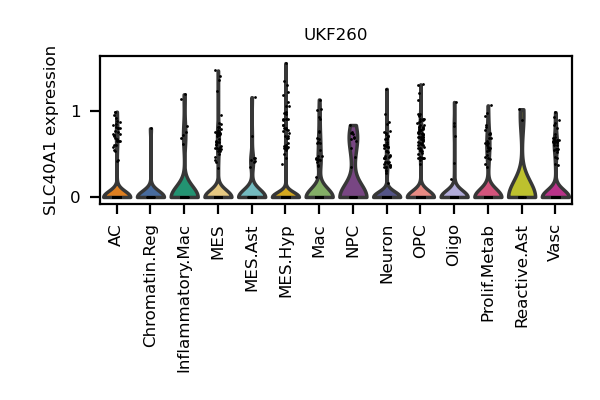 UKF260
SLC40A1 expression
1
0
AC
Chromatin.Reg
Inflammatory.Mac
MES
MES.Ast
MES.Hyp
Mac
NPC
Neuron
OPC
Oligo
Prolif.Metab
Reactive.Ast
Vasc